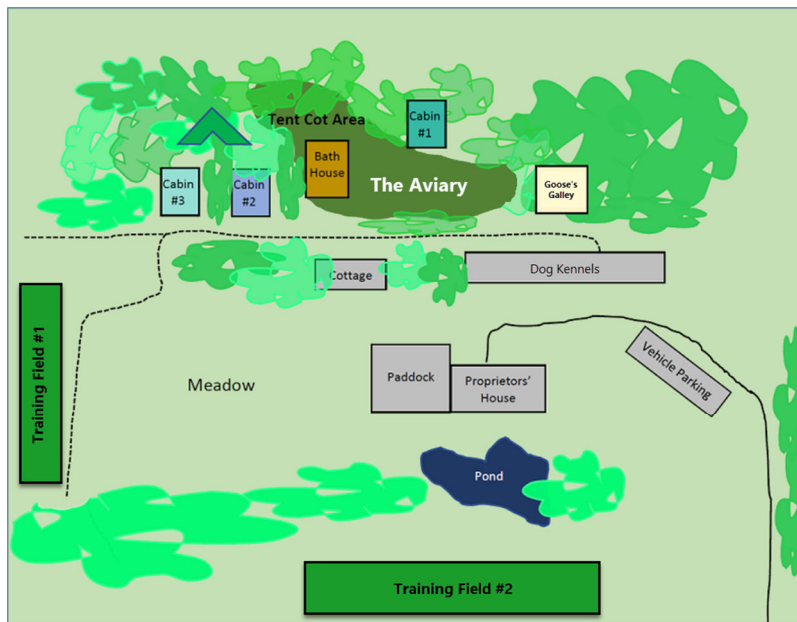 Tent Cot Area
Cabin
#1
Bath
House
The Aviary
Cabin
#3
Cabin
#2
Goose's
Galley
Cottage
Dog Kennels
Training Field #1
Meadow
Paddock
Proprietors'
House
Vehicle Parking
Pond
Training Field #2